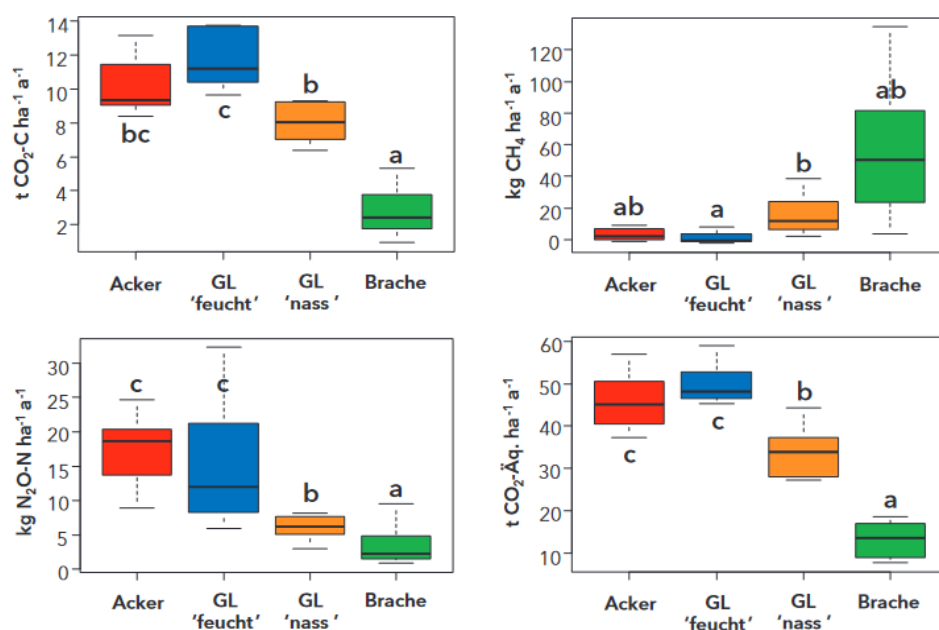 t CO₂-C ha⁻¹ a⁻¹
14
12
10
8
6
4
2
bc
c
b
a
Acker
GL 'feucht'
GL 'nass'
Brache
kg CH₄ ha⁻¹ a⁻¹
120
100
80
60
40
20
0
ab
a
b
ab
Acker
GL 'feucht'
GL 'nass'
Brache
kg N₂O-N ha⁻¹ a⁻¹
30
25
20
15
10
5
0
c
c
b
a
Acker
GL 'feucht'
GL 'nass'
Brache
t CO₂-Äq. ha⁻¹ a⁻¹
60
50
40
30
20
10
c
c
b
a
Acker
GL 'feucht'
GL 'nass'
Brache